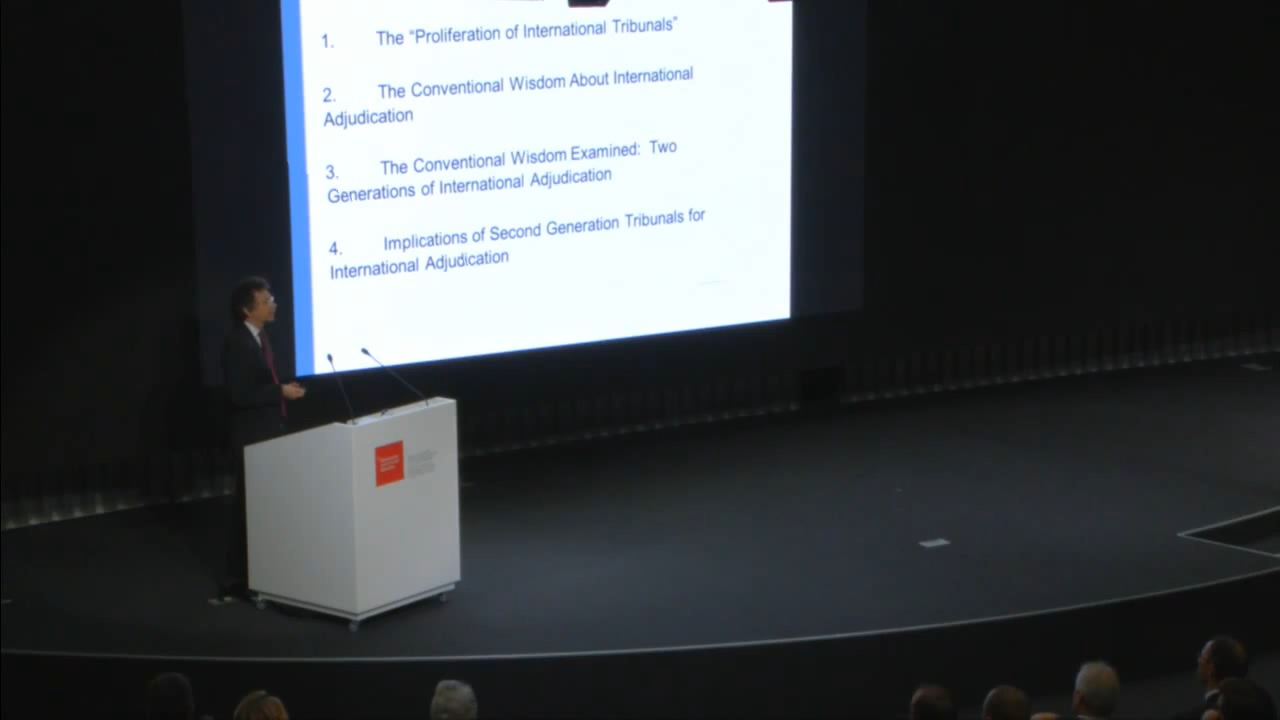 1. The “Proliferation of International Tribunals”
2. The Conventional Wisdom About International
Adjudication
3. The Conventional Wisdom Examined: Two
Generations of International Adjudication
4. Implications of Second Generation Tribunals for
International Adjudication